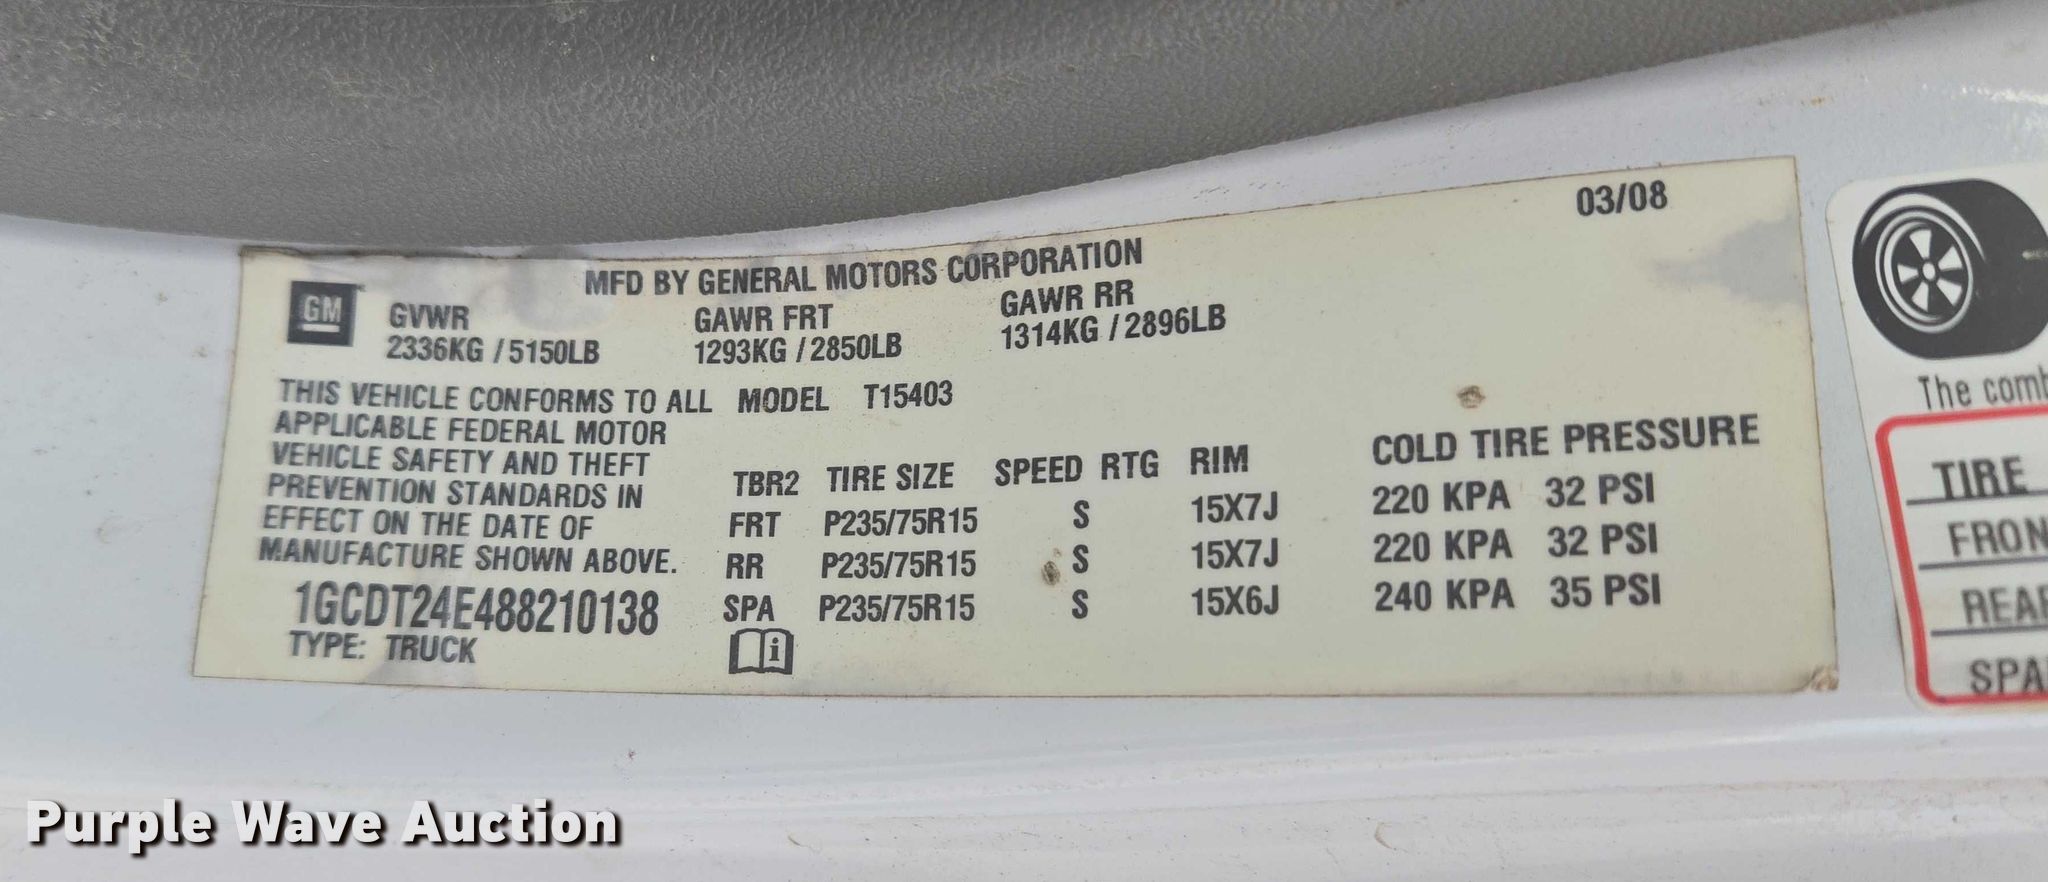 03/08
MFD BY GENERAL MOTORS CORPORATION
GM GVWR GAWR FRT GAWR RR
2336KG / 5150LB 1293KG / 2850LB 1314KG / 2896LB
THIS VEHICLE CONFORMS TO ALL MODEL T15403
APPLICABLE FEDERAL MOTOR
VEHICLE SAFETY AND THEFT
PREVENTION STANDARDS IN
EFFECT ON THE DATE OF
MANUFACTURE SHOWN ABOVE.
1GCDT24E488210138
TYPE: TRUCK
TBR2 TIRE SIZE SPEED RTG RIM COLD TIRE PRESSURE
FRT P235/75R15 S 15X7J 220 KPA 32 PSI
RR P235/75R15 S 15X7J 220 KPA 32 PSI
SPA P235/75R15 S 15X6J 240 KPA 35 PSI
i
The comb
TIRE
FRON
REAR
SPA
Purple Wave Auction